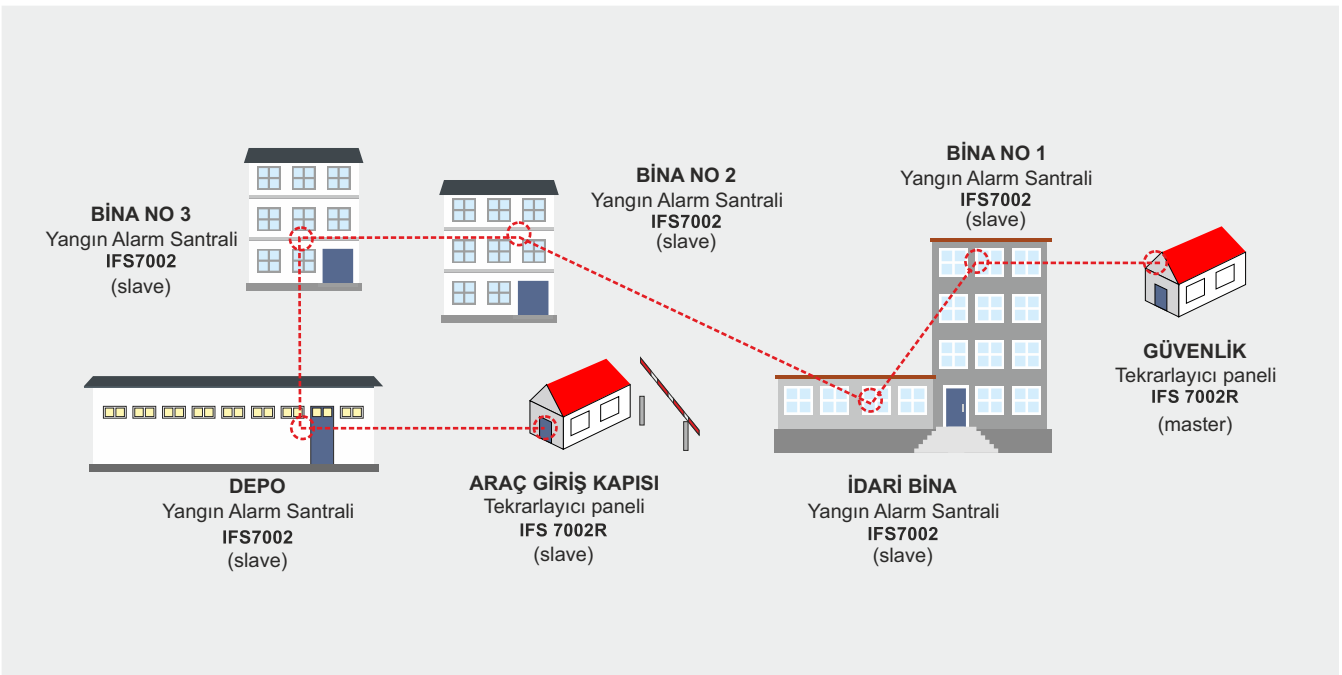 BİNA NO 3
Yangın Alarm Santrali
IFS7002
(slave)
BİNA NO 2
Yangın Alarm Santrali
IFS7002
(slave)
BİNA NO 1
Yangın Alarm Santrali
IFS7002
(slave)
GÜVENLİK
Tekrarlayıcı paneli
IFS 7002R
(master)
DEPO
Yangın Alarm Santrali
IFS7002
(slave)
ARAÇ GİRİŞ KAPISI
Tekrarlayıcı paneli
IFS 7002R
(slave)
İDARİ BİNA
Yangın Alarm Santrali
IFS7002
(slave)